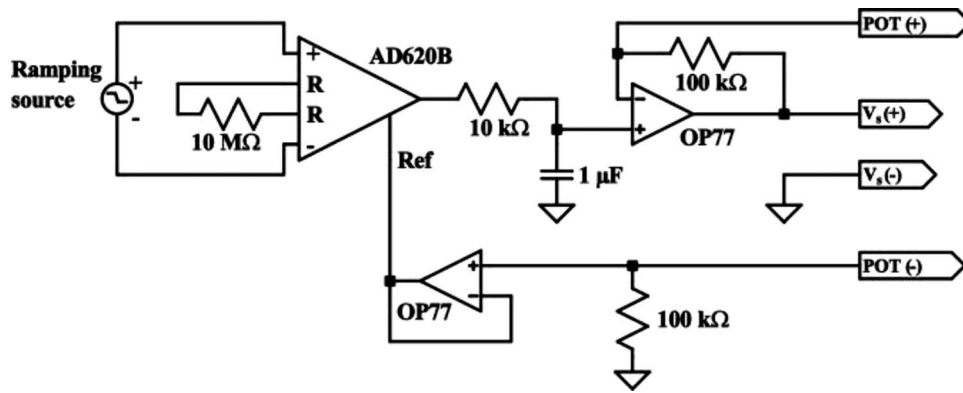 POT (+)
AD620B
Ramping
source
+
-
+
R
R
-
10 MΩ
10 kΩ
100 kΩ
-
+
OP77
Vs(+)
Ref
1 µF
Vs(-)
+
-
OP77
POT (-)
100 kΩ